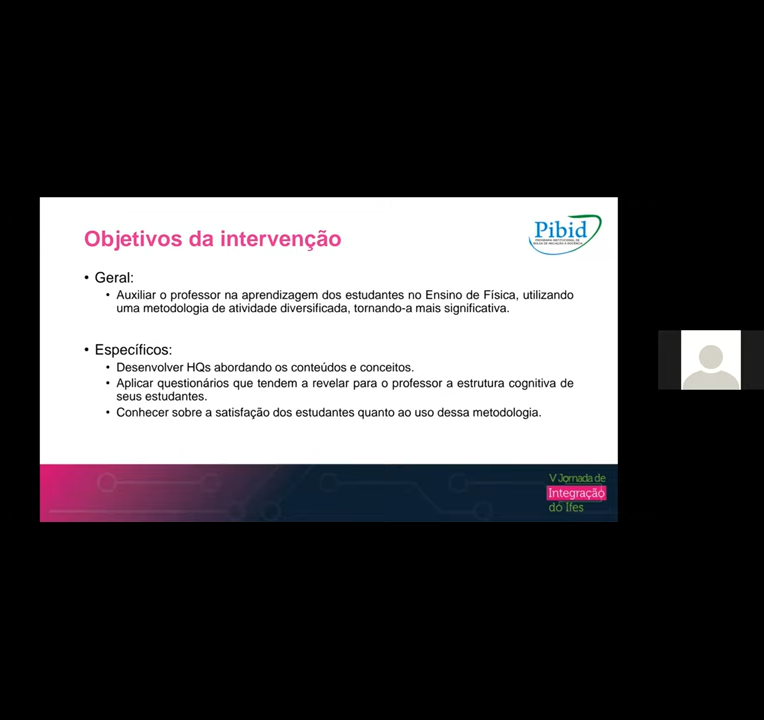 Objetivos da intervenção
Pibid
• Geral:
• Auxiliar o professor na aprendizagem dos estudantes no Ensino de Física, utilizando
uma metodologia de atividade diversificada, tornando-a mais significativa.
• Específicos:
• Desenvolver HQs abordando os conteúdos e conceitos.
• Aplicar questionários que tendem a revelar para o professor a estrutura cognitiva de
seus estudantes.
• Conhecer sobre a satisfação dos estudantes quanto ao uso dessa metodologia.
V Jornada de
Integração
do Ifes